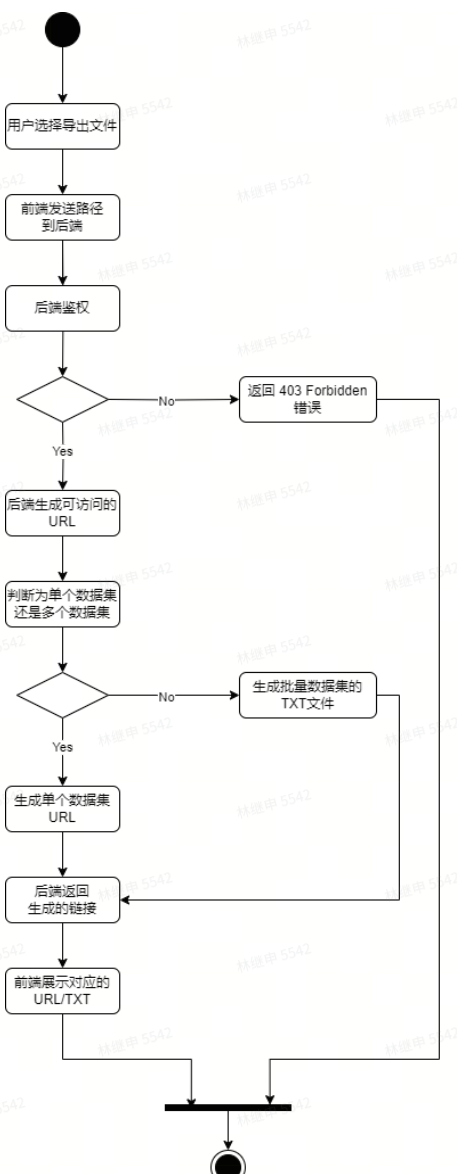 用户选择导出文件
前端发送路径
到后端
后端鉴权
No
返回 403 Forbidden
错误
Yes
后端生成可访问的
URL
判断为单个数据集
还是多个数据集
No
生成批量数据集的
TXT文件
Yes
生成单个数据集
URL
后端返回
生成的链接
前端展示对应的
URL/TXT
林继申 5542